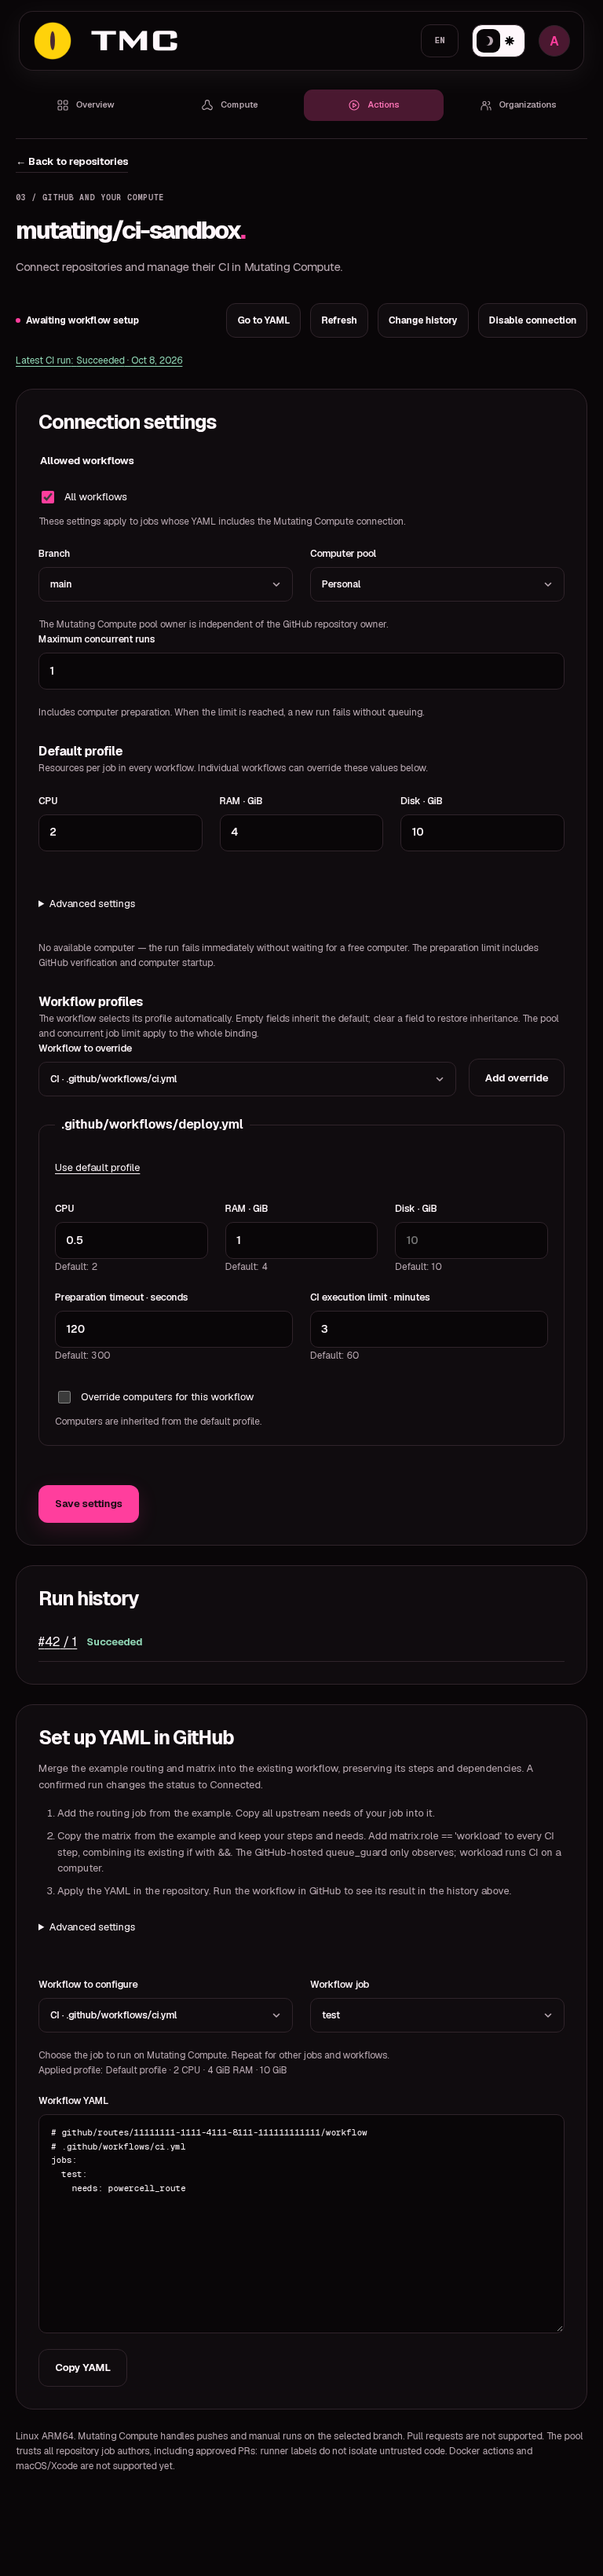 TMC
EN
A
Overview
Compute
Actions
Organizations
← Back to repositories
03 / GITHUB AND YOUR COMPUTE
mutating/ci-sandbox.
Connect repositories and manage their CI in Mutating Compute.
Awaiting workflow setup
Go to YAML
Refresh
Change history
Disable connection
Latest CI run: Succeeded · Oct 8, 2026
Connection settings
Allowed workflows
All workflows
These settings apply to jobs whose YAML includes the Mutating Compute connection.
Branch
Computer pool
main
Personal
The Mutating Compute pool owner is independent of the GitHub repository owner.
Maximum concurrent runs
1
Includes computer preparation. When the limit is reached, a new run fails without queuing.
Default profile
Resources per job in every workflow. Individual workflows can override these values below.
CPU
RAM · GiB
Disk · GiB
2
4
10
Advanced settings
No available computer — the run fails immediately without waiting for a free computer. The preparation limit includes
GitHub verification and computer startup.
Workflow profiles
The workflow selects its profile automatically. Empty fields inherit the default; clear a field to restore inheritance. The pool
and concurrent job limit apply to the whole binding.
Workflow to override
CI · .github/workflows/ci.yml
Add override
.github/workflows/deploy.yml
Use default profile
CPU
RAM · GiB
Disk · GiB
0.5
1
10
Default: 2
Default: 4
Default: 10
Preparation timeout · seconds
CI execution limit · minutes
120
3
Default: 300
Default: 60
Override computers for this workflow
Computers are inherited from the default profile.
Save settings
Run history
#42 / 1 Succeeded
Set up YAML in GitHub
Merge the example routing and matrix into the existing workflow, preserving its steps and dependencies. A
confirmed run changes the status to Connected.
1. Add the routing job from the example. Copy all upstream needs of your job into it.
2. Copy the matrix from the example and keep your steps and needs. Add matrix.role == 'workload' to every CI
step, combining its existing if with &&. The GitHub-hosted queue_guard only observes; workload runs CI on a
computer.
3. Apply the YAML in the repository. Run the workflow in GitHub to see its result in the history above.
Advanced settings
Workflow to configure
Workflow job
CI · .github/workflows/ci.yml
test
Choose the job to run on Mutating Compute. Repeat for other jobs and workflows.
Applied profile: Default profile · 2 CPU · 4 GiB RAM · 10 GiB
Workflow YAML
# github/routes/11111111-1111-4111-8111-111111111111/workflow
# .github/workflows/ci.yml
jobs:
test:
needs: powercell_route
Copy YAML
Linux ARM64. Mutating Compute handles pushes and manual runs on the selected branch. Pull requests are not supported. The pool
trusts all repository job authors, including approved PRs: runner labels do not isolate untrusted code. Docker actions and
macOS/Xcode are not supported yet.